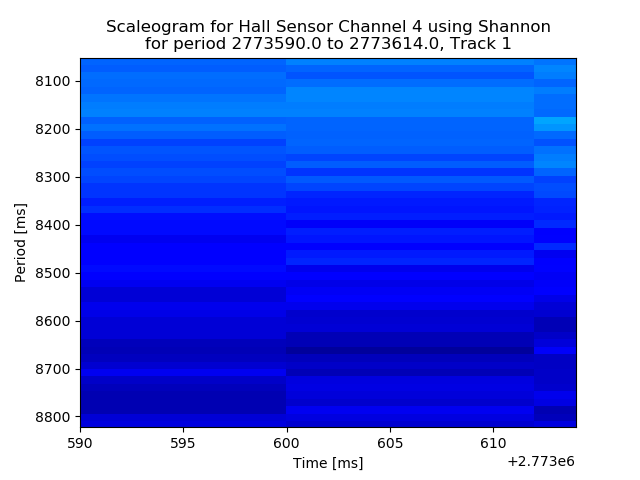 Scaleogram for Hall Sensor Channel 4 using Shannon
for period 2773590.0 to 2773614.0, Track 1
8100
8200
8300
8400
8500
8600
8700
8800
Period [ms]
590
595
600
605
610
Time [ms]
+2.773e6